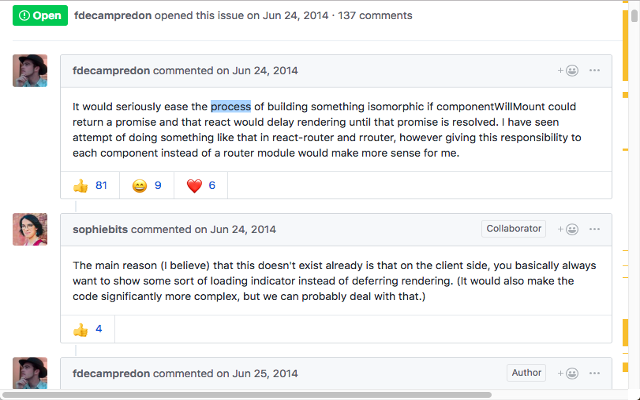 Open fdecampredon opened this issue on Jun 24, 2014 · 137 comments
fdecampredon commented on Jun 24, 2014
It would seriously ease the process of building something isomorphic if componentWillMount could
return a promise and that react would delay rendering until that promise is resolved. I have seen
attempt of doing something like that in react-router and rrouter, however giving this responsibility to
each component instead of a router module would make more sense for me.
81 9 6
sophiebits commented on Jun 24, 2014 Collaborator
The main reason (I believe) that this doesn't exist already is that on the client side, you basically always
want to show some sort of loading indicator instead of deferring rendering. (It would also make the
code significantly more complex, but we can probably deal with that.)
4
fdecampredon commented on Jun 25, 2014 Author